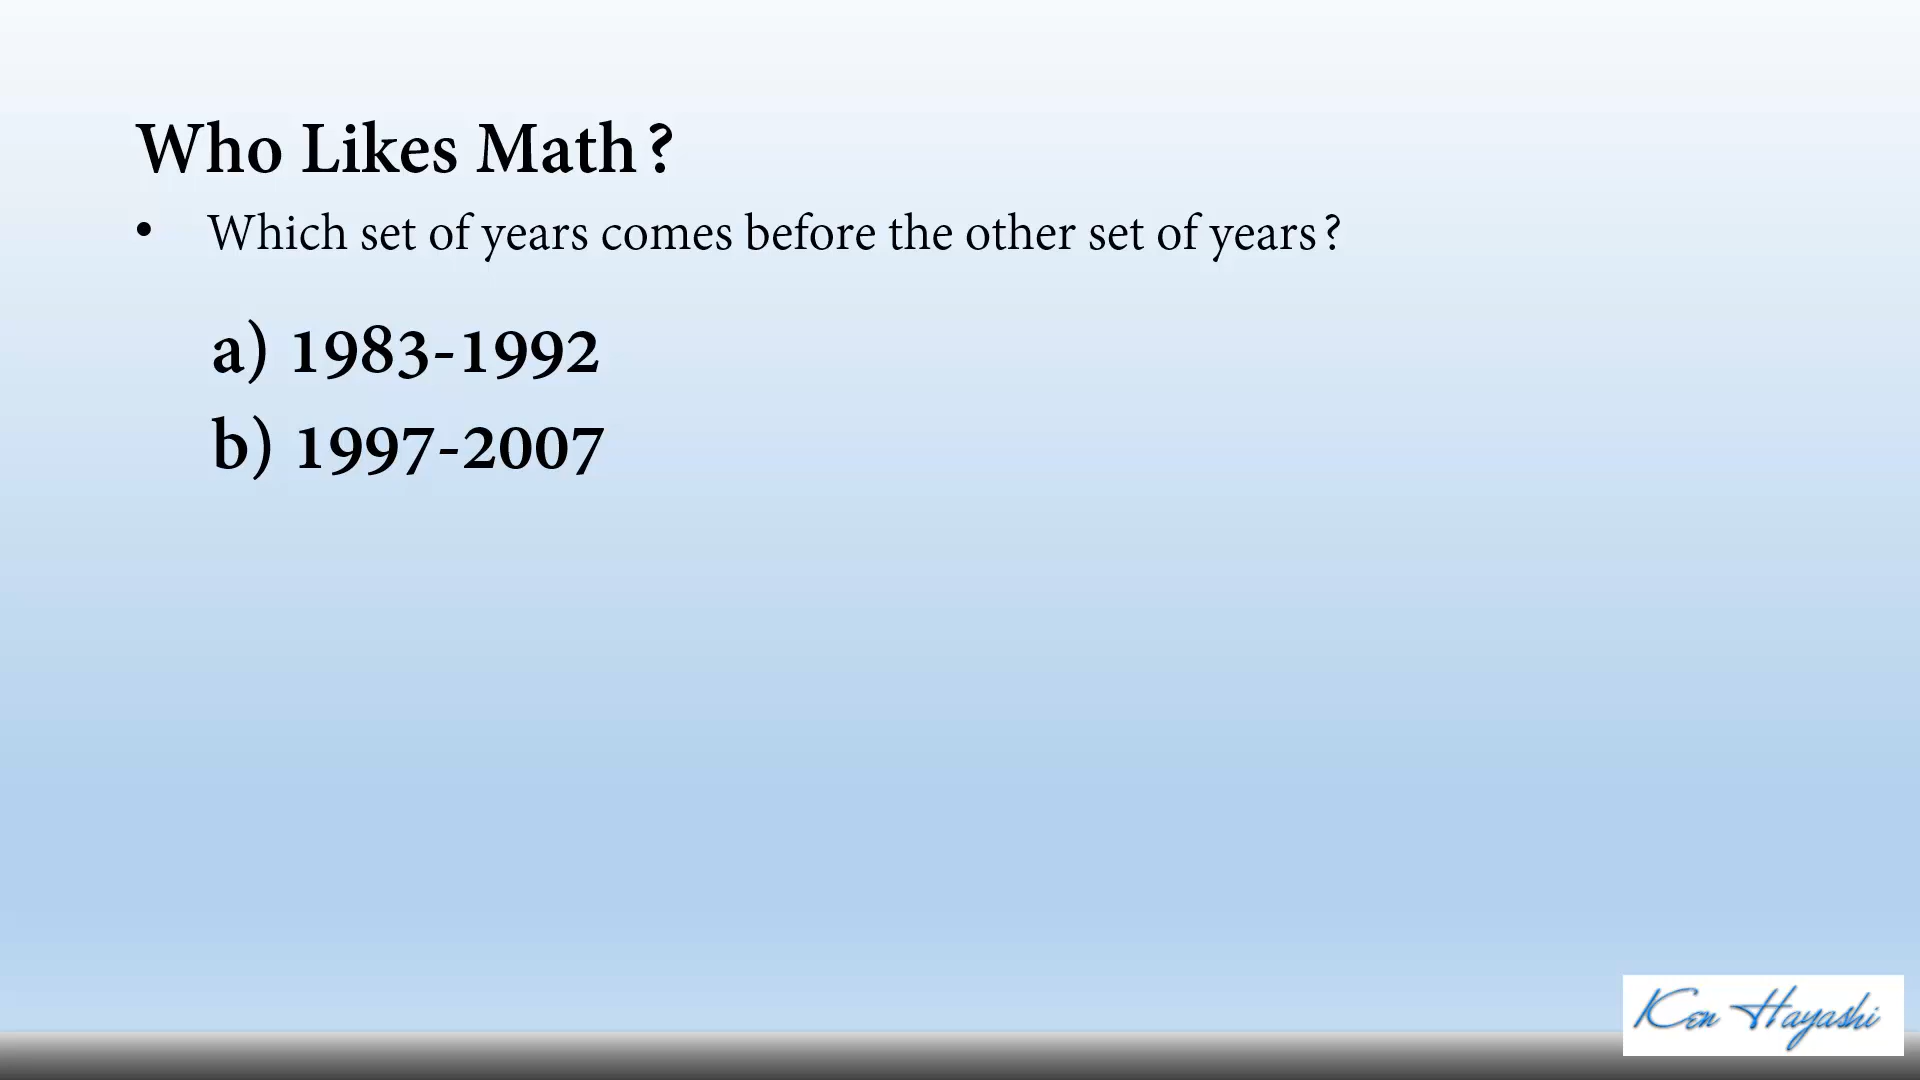 Who Likes Math?
• Which set of years comes before the other set of years?
a) 1983-1992
b) 1997-2007
Ken Hayashi